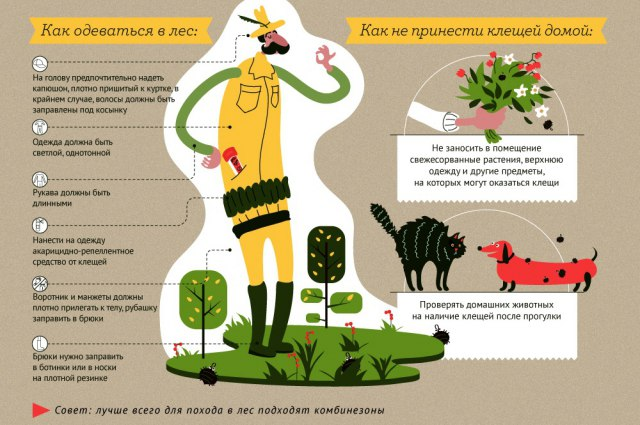 Как одеваться в лес:
На голову предпочтительно надеть
капюшон, плотно пришитый к куртке, в
крайнем случае, волосы должны быть
заправлены под косынку
Одежда должна быть
светлой, однотонной
Рукава должны быть
длинными
Нанести на одежду
акарицидно-репеллентное
средство от клещей
Воротник и манжеты должны
плотно прилегать к телу, рубашку
заправить в брюки
Брюки нужно заправить
в ботинки или в носки
на плотной резинке
Совет: лучше всего для похода в лес подходят комбинезоны
Как не принести клещей домой:
Не заносить в помещение
свежесорванные растения, верхнюю
одежду и другие предметы,
на которых могут оказаться клещи
Проверять домашних животных
на наличие клещей после прогулки